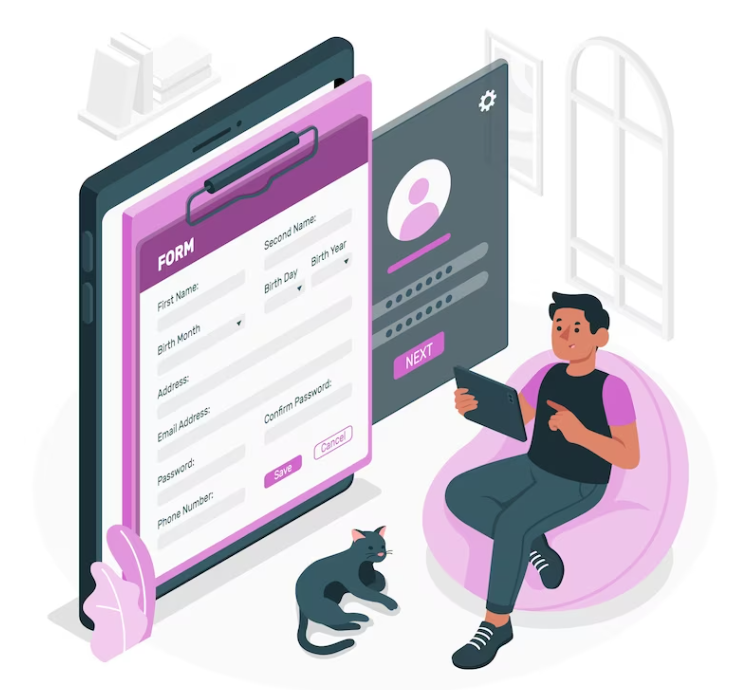 FORM
First Name:
Second Name:
Birth Month
Birth Day
Birth Year
Address:
Email Address:
Password:
Confirm Password:
Phone Number:
Save
Cancel
NEXT